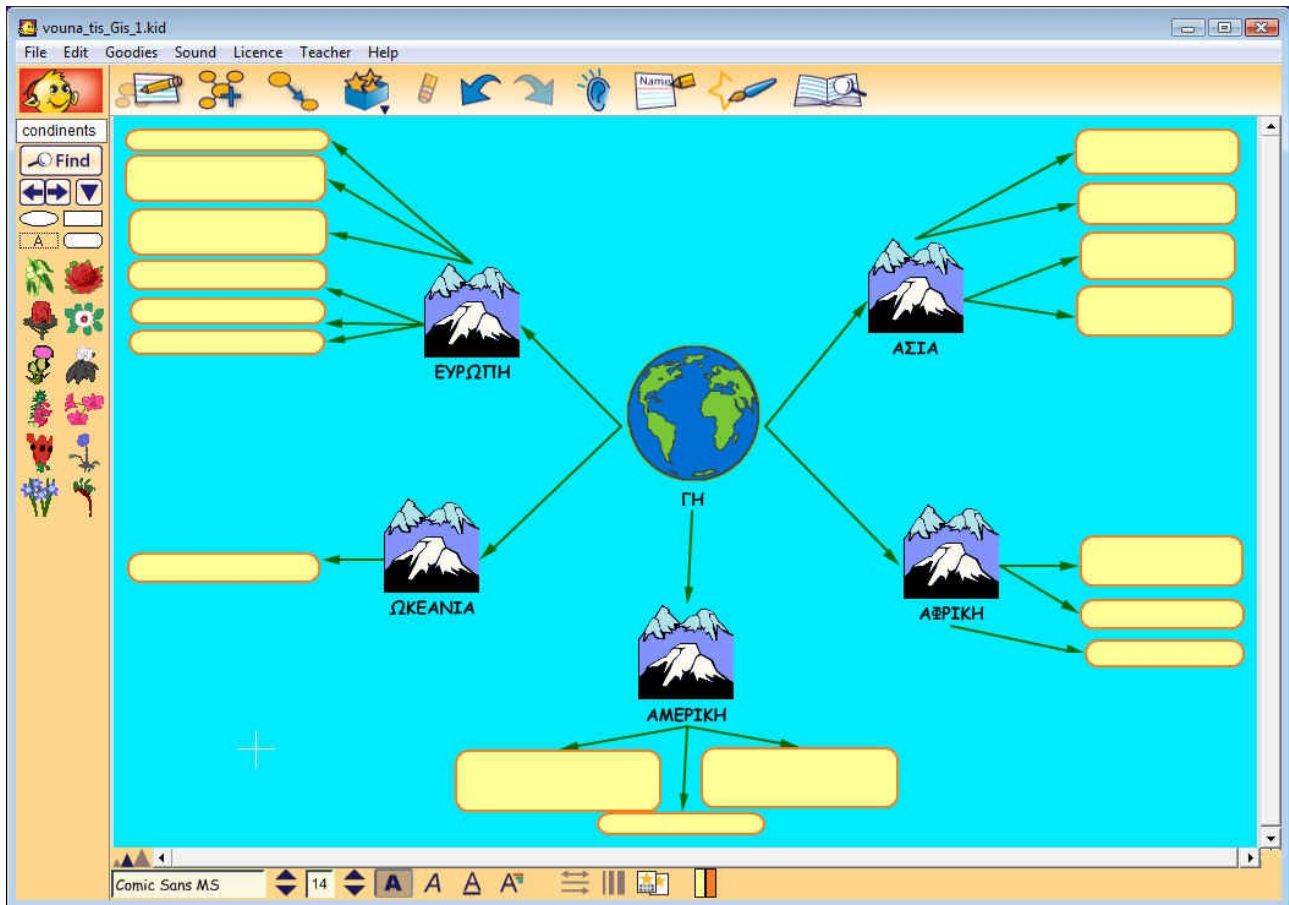 vouna_tis_Gis_1.kid
File Edit Goodies Sound Licence Teacher Help
Name
condinents
Find
A
ΕΥΡΩΠΗ
ΑΣΙΑ
ΓΗ
ΩΚΕΑΝΙΑ
ΑΦΡΙΚΗ
ΑΜΕΡΙΚΗ
Comic Sans MS 14 A A A A